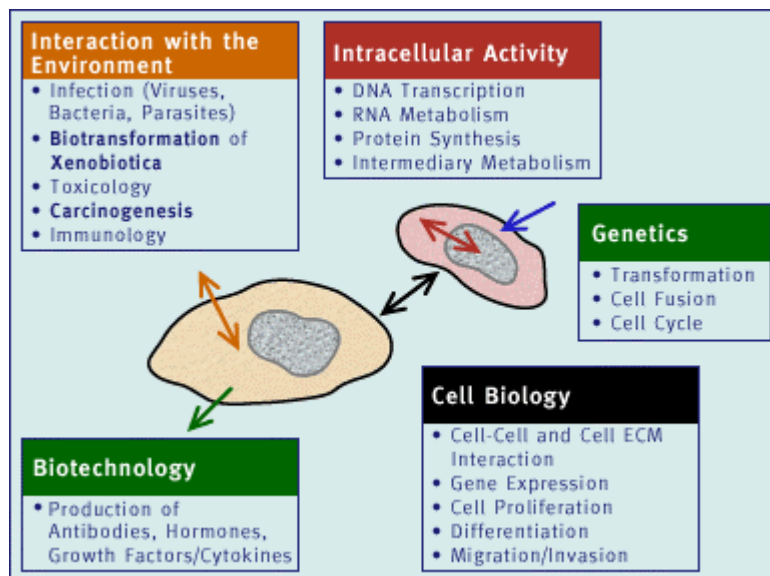 Interaction with the
Environment
• Infection (Viruses,
Bacteria, Parasites)
• Biotransformation of
Xenobiotica
• Toxicology
• Carcinogenesis
• Immunology
Intracellular Activity
• DNA Transcription
• RNA Metabolism
• Protein Synthesis
• Intermediary Metabolism
Genetics
• Transformation
• Cell Fusion
• Cell Cycle
Cell Biology
• Cell-Cell and Cell ECM
Interaction
• Gene Expression
• Cell Proliferation
• Differentiation
• Migration/Invasion
Biotechnology
• Production of
Antibodies, Hormones,
Growth Factors/Cytokines